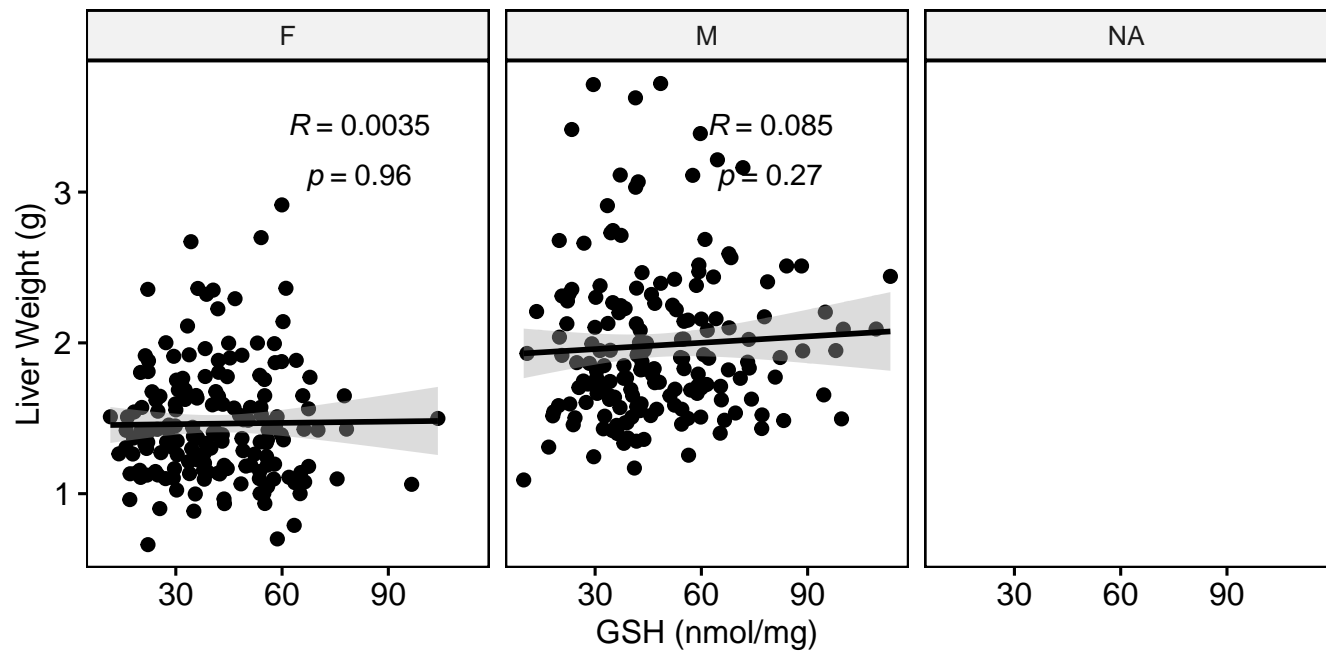 F
M
NA
R = 0.0035
p = 0.96
R = 0.085
p = 0.27
Liver Weight (g)
3
2
1
30 60 90
30 60 90
30 60 90
GSH (nmol/mg)